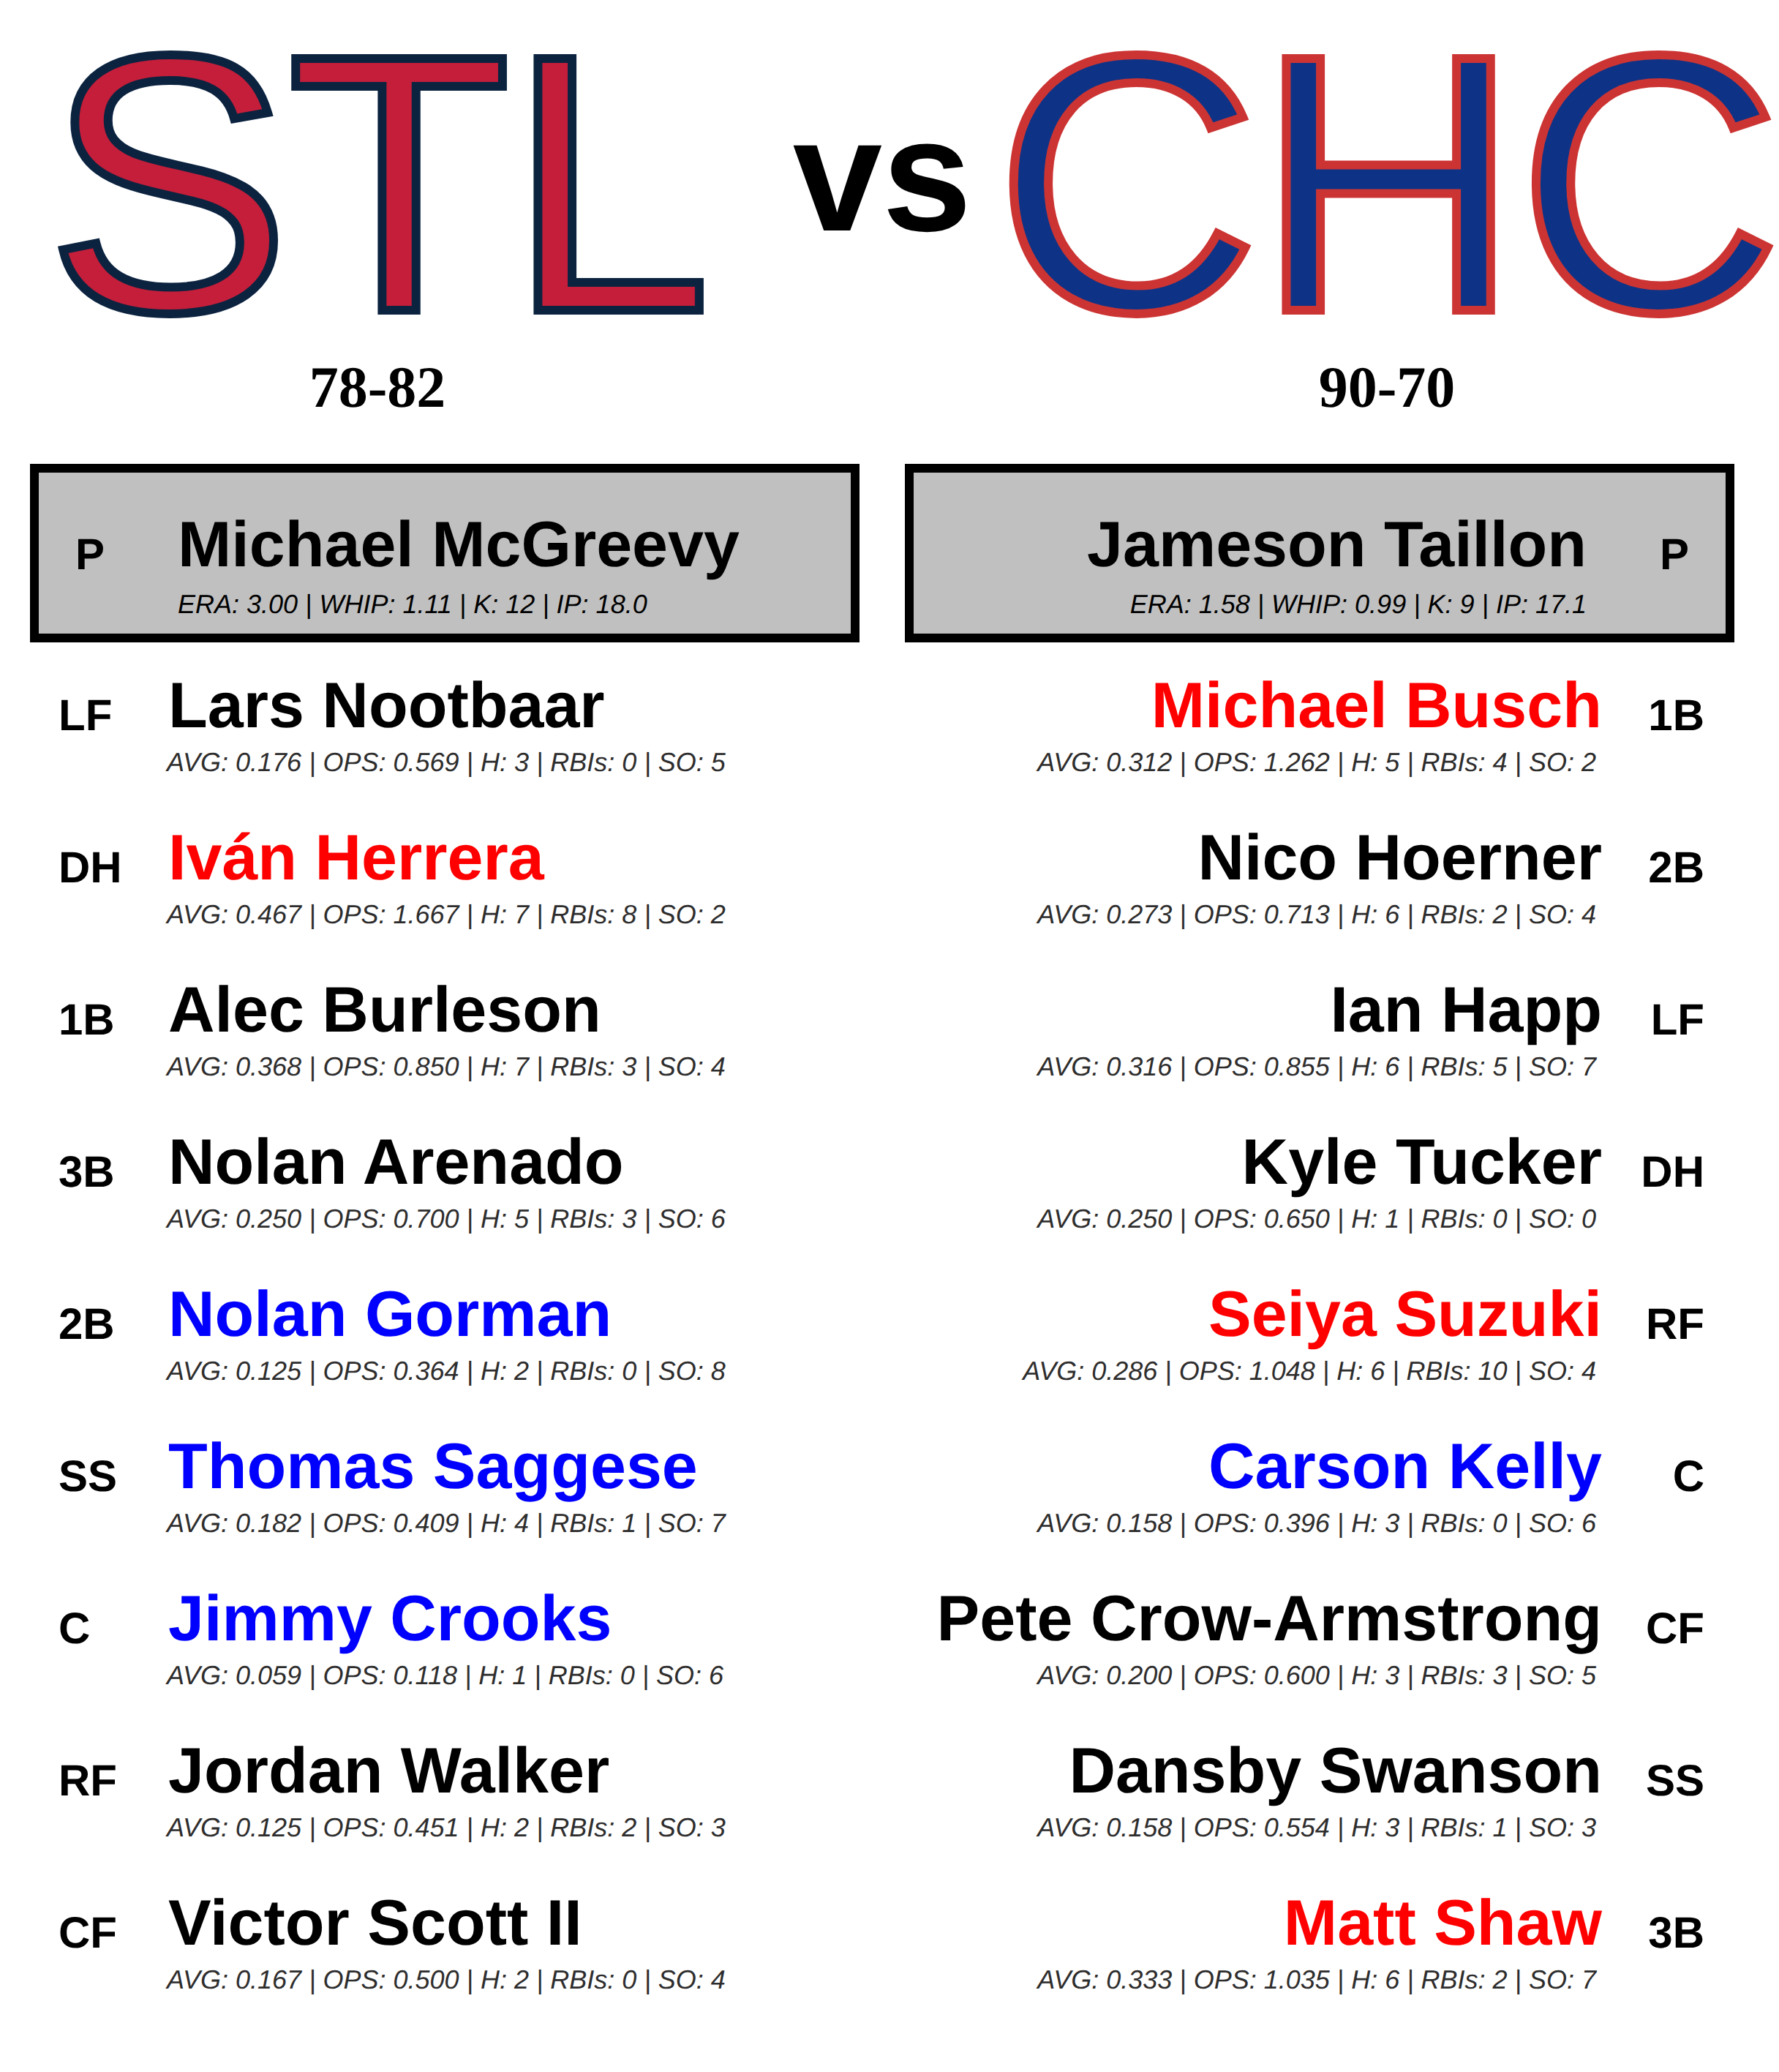 STL vs CHC
78-82 90-70
P Michael McGreevy
ERA: 3.00 | WHIP: 1.11 | K: 12 | IP: 18.0
Jameson Taillon P
ERA: 1.58 | WHIP: 0.99 | K: 9 | IP: 17.1
LF Lars Nootbaar
AVG: 0.176 | OPS: 0.569 | H: 3 | RBIs: 0 | SO: 5
DH Iván Herrera
AVG: 0.467 | OPS: 1.667 | H: 7 | RBIs: 8 | SO: 2
1B Alec Burleson
AVG: 0.368 | OPS: 0.850 | H: 7 | RBIs: 3 | SO: 4
3B Nolan Arenado
AVG: 0.250 | OPS: 0.700 | H: 5 | RBIs: 3 | SO: 6
2B Nolan Gorman
AVG: 0.125 | OPS: 0.364 | H: 2 | RBIs: 0 | SO: 8
SS Thomas Saggese
AVG: 0.182 | OPS: 0.409 | H: 4 | RBIs: 1 | SO: 7
C Jimmy Crooks
AVG: 0.059 | OPS: 0.118 | H: 1 | RBIs: 0 | SO: 6
RF Jordan Walker
AVG: 0.125 | OPS: 0.451 | H: 2 | RBIs: 2 | SO: 3
CF Victor Scott II
AVG: 0.167 | OPS: 0.500 | H: 2 | RBIs: 0 | SO: 4
Michael Busch 1B
AVG: 0.312 | OPS: 1.262 | H: 5 | RBIs: 4 | SO: 2
Nico Hoerner 2B
AVG: 0.273 | OPS: 0.713 | H: 6 | RBIs: 2 | SO: 4
Ian Happ LF
AVG: 0.316 | OPS: 0.855 | H: 6 | RBIs: 5 | SO: 7
Kyle Tucker DH
AVG: 0.250 | OPS: 0.650 | H: 1 | RBIs: 0 | SO: 0
Seiya Suzuki RF
AVG: 0.286 | OPS: 1.048 | H: 6 | RBIs: 10 | SO: 4
Carson Kelly C
AVG: 0.158 | OPS: 0.396 | H: 3 | RBIs: 0 | SO: 6
Pete Crow-Armstrong CF
AVG: 0.200 | OPS: 0.600 | H: 3 | RBIs: 3 | SO: 5
Dansby Swanson SS
AVG: 0.158 | OPS: 0.554 | H: 3 | RBIs: 1 | SO: 3
Matt Shaw 3B
AVG: 0.333 | OPS: 1.035 | H: 6 | RBIs: 2 | SO: 7